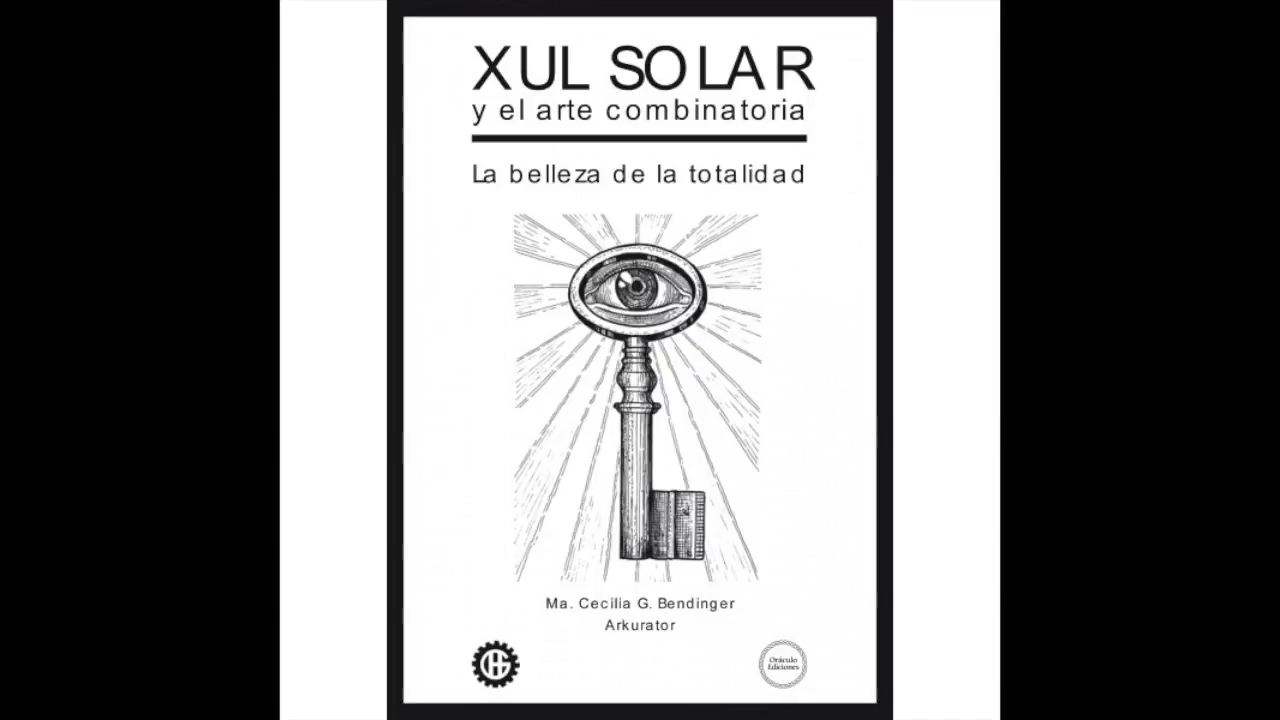 XUL SOLAR
y el arte combinatoria
La belleza de la totalidad
Ma. Cecilia G. Bendinger
Arkurator
Oráculo
Ediciones